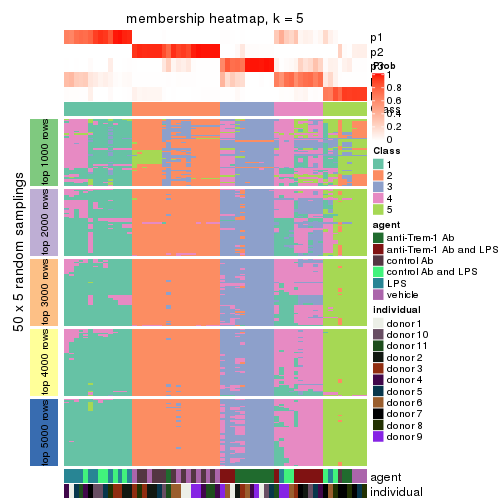 membership heatmap, k = 5
p1
p2
p3
Prob
1
0.8
0.6
0.4
0.2
0
Class
1
2
3
4
5
agent
anti-Trem-1 Ab
anti-Trem-1 Ab and LPS
control Ab
control Ab and LPS
LPS
vehicle
Individual
donor 1
donor 10
donor 11
donor 2
donor 3
donor 4
donor 5
donor 6
donor 7
donor 8
donor 9
50 x 5 random samplings
top 1000 rows
top 2000 rows
top 3000 rows
top 4000 rows
top 5000 rows
agent
individual